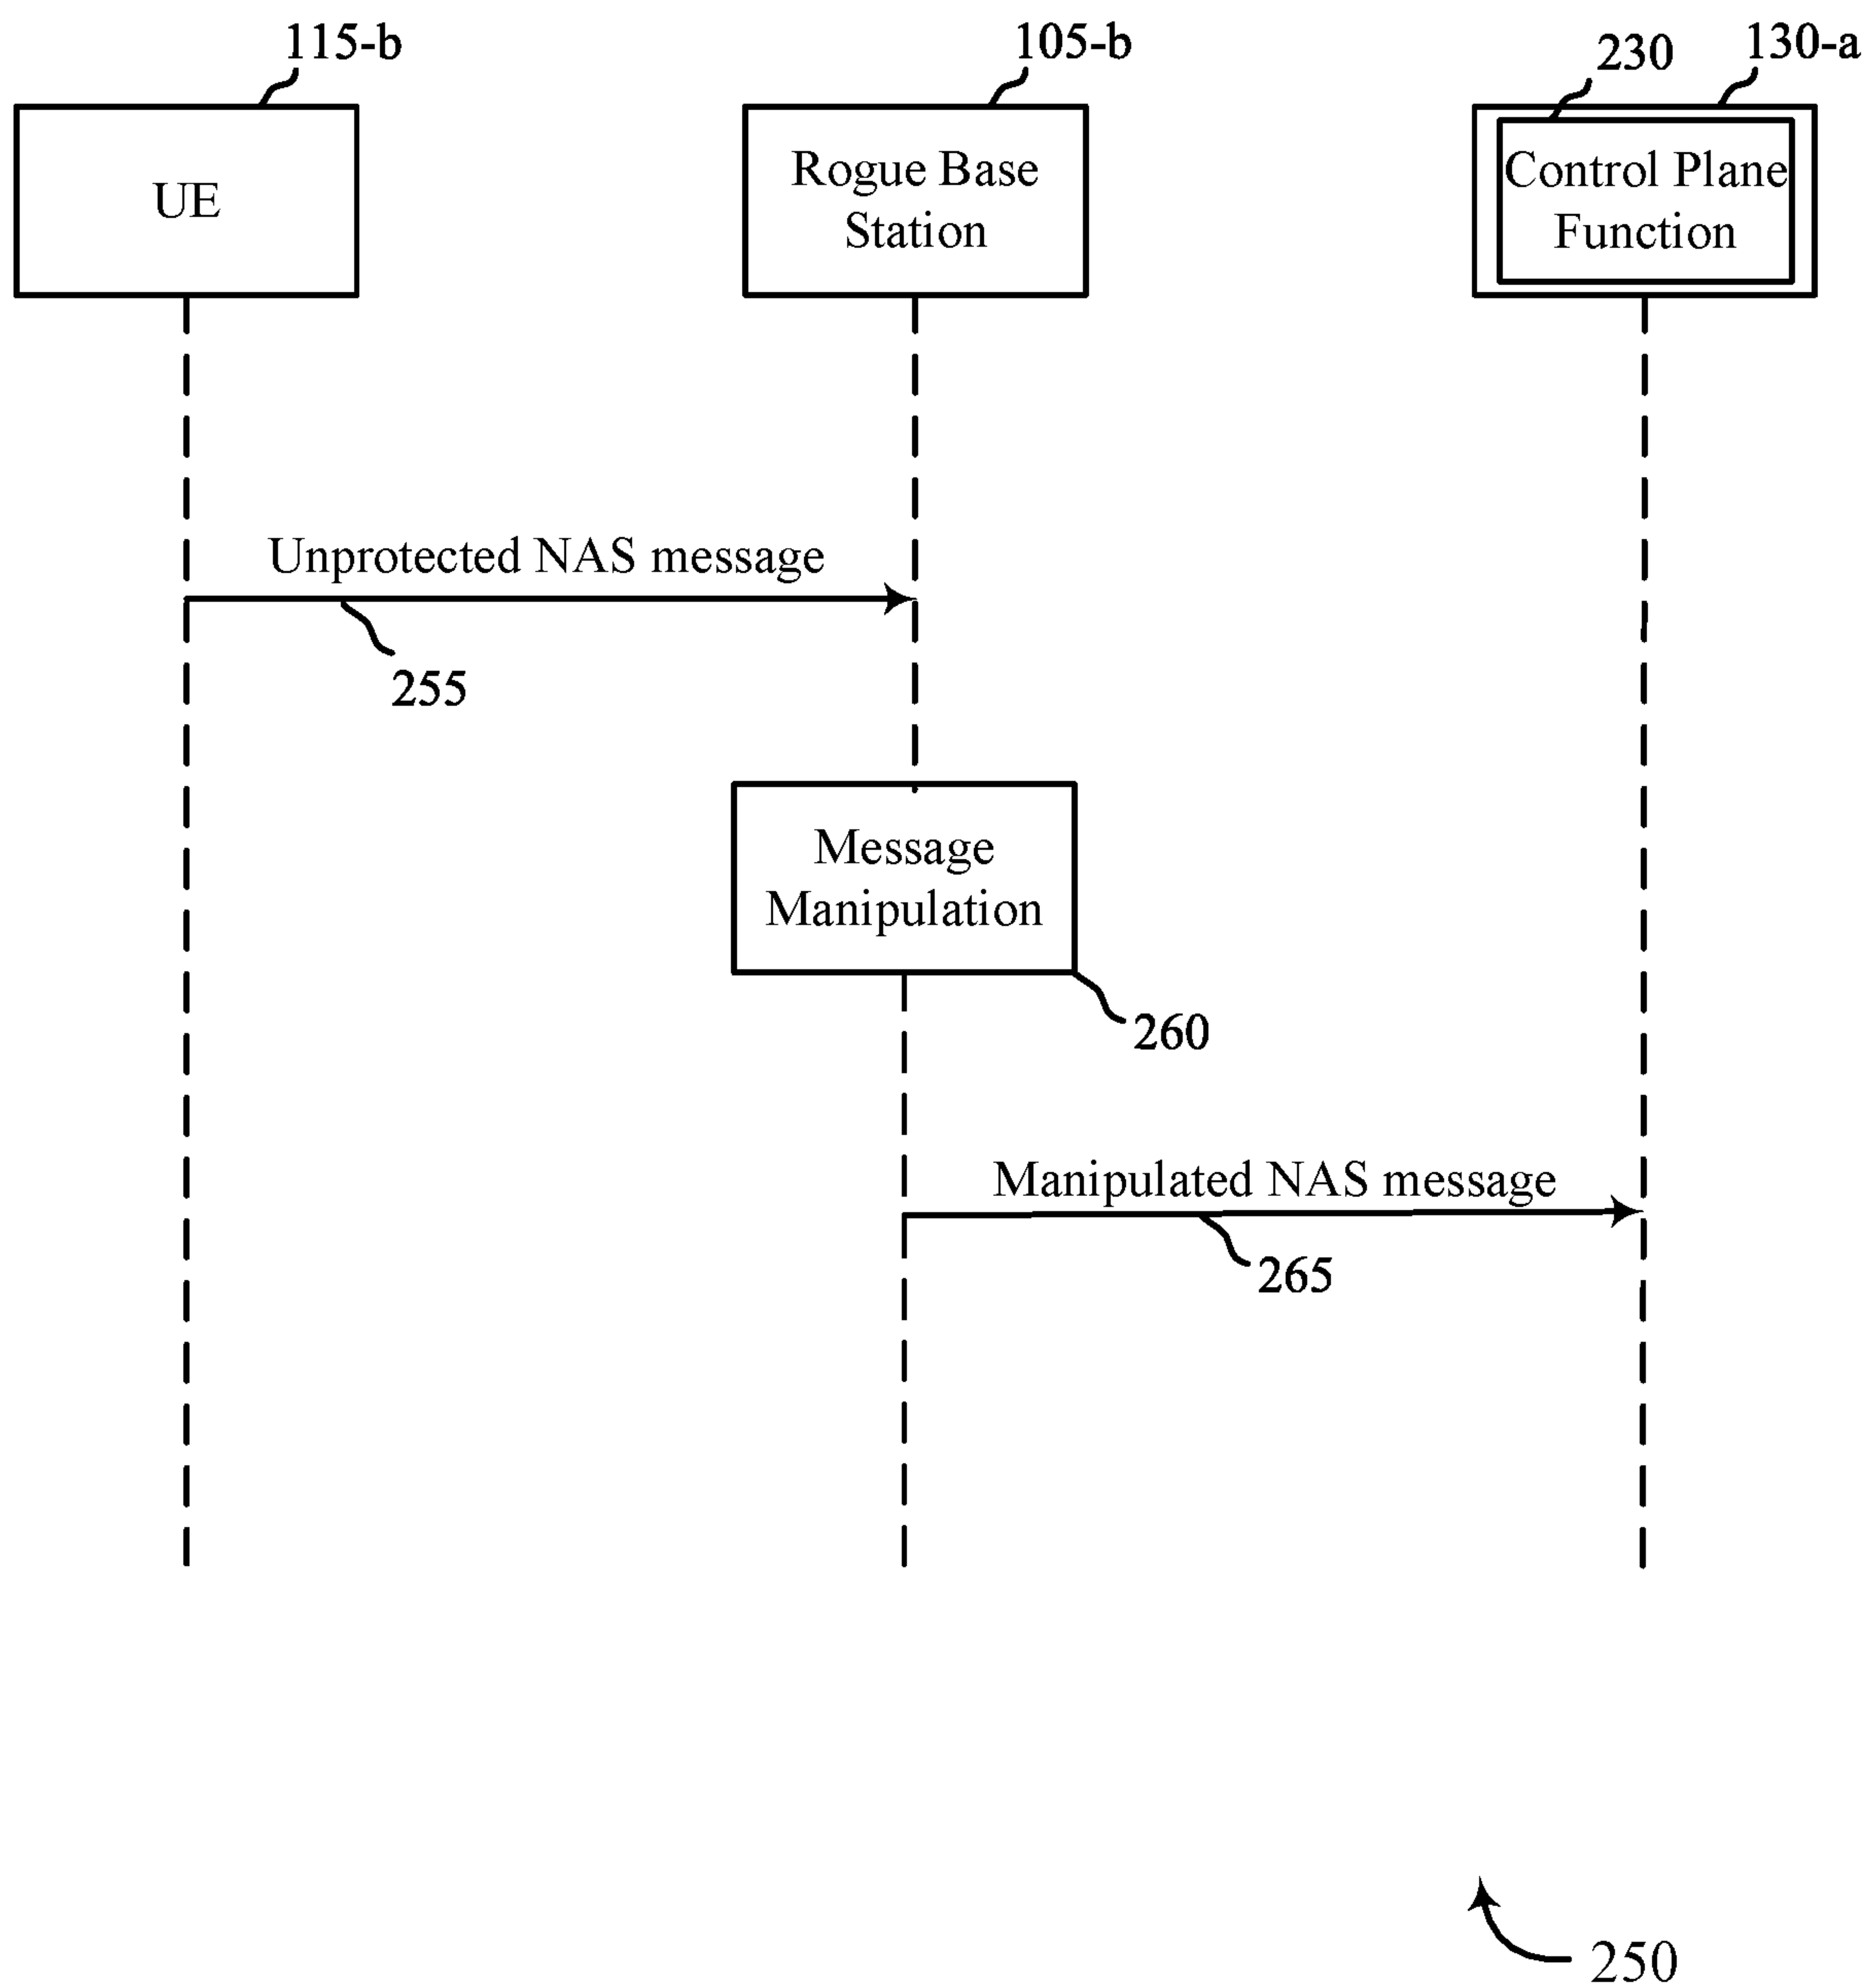 115-b
105-b
230
130-a
UE
Rogue Base
Station
Control Plane
Function
Unprotected NAS message
255
Message
Manipulation
260
Manipulated NAS message
265
250